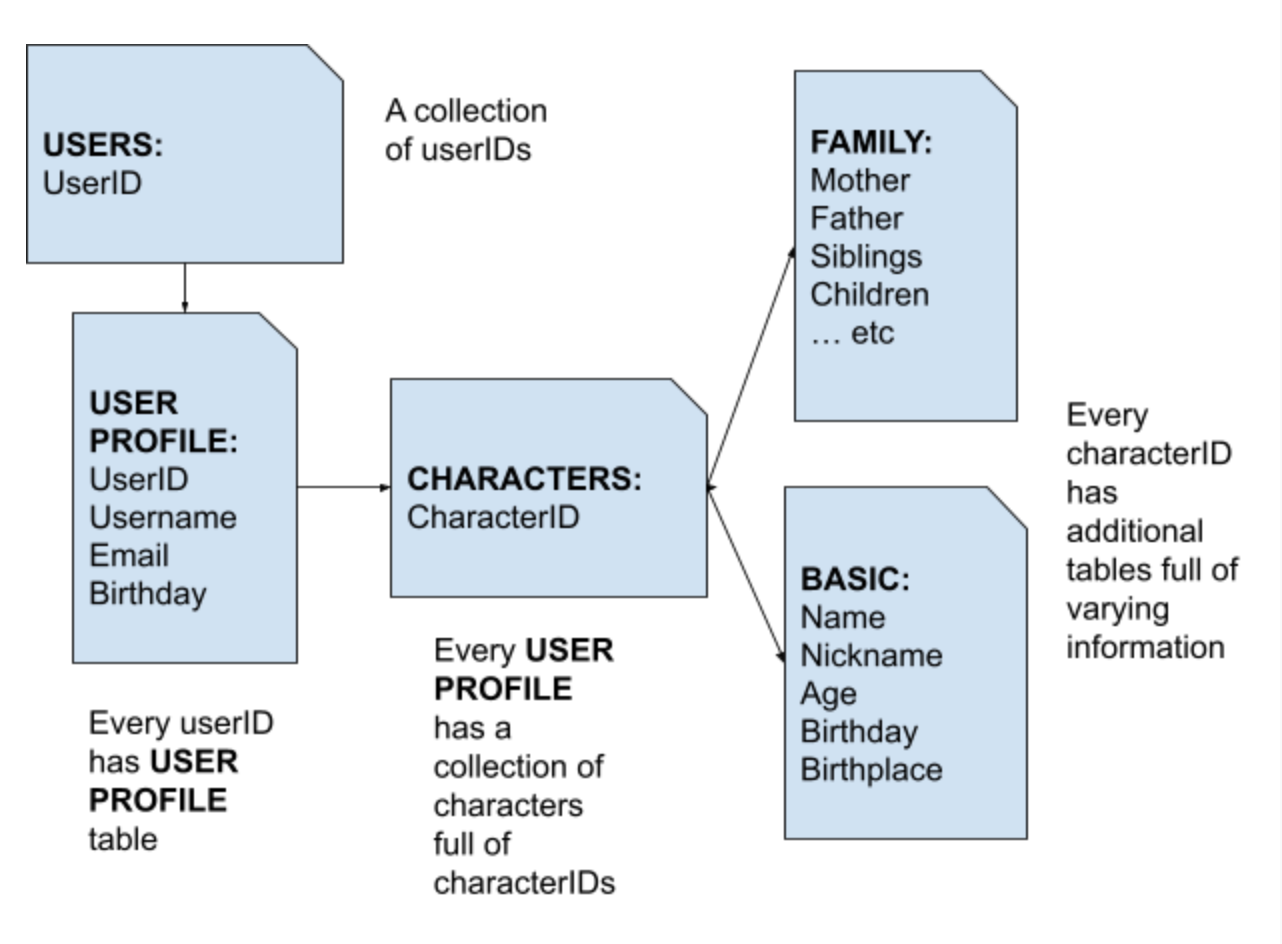 USERS:
UserID
A collection
of userIDs
USER
PROFILE:
UserID
Username
Email
Birthday
Every userID
has USER
PROFILE
table
CHARACTERS:
CharacterID
Every USER
PROFILE
has a
collection of
characters
full of
characterIDs
FAMILY:
Mother
Father
Siblings
Children
… etc
BASIC:
Name
Nickname
Age
Birthday
Birthplace
Every
characterID
has
additional
tables full of
varying
information